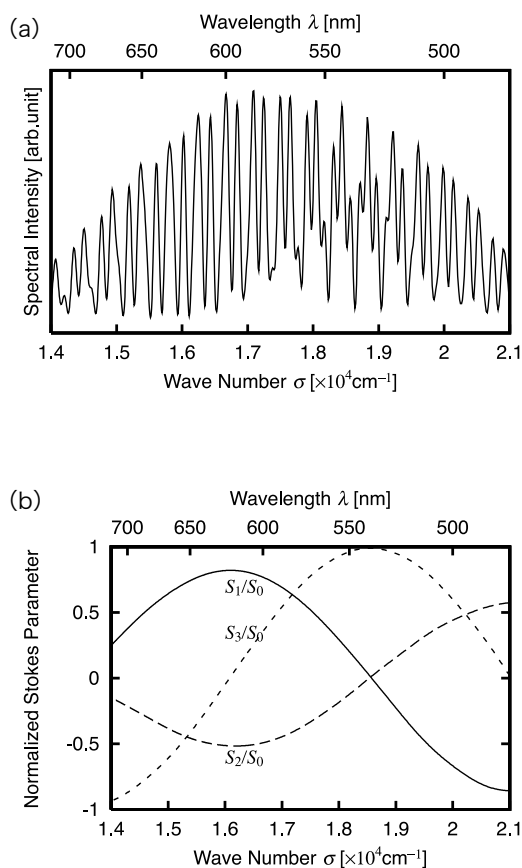 (a)
Wavelength λ [nm]
700 650 600 550 500
Spectral Intensity [arb.unit]
1.4 1.5 1.6 1.7 1.8 1.9 2 2.1
Wave Number σ [×10⁴cm⁻¹]
(b)
Wavelength λ [nm]
700 650 600 550 500
Normalized Stokes Parameter
1
0.5
0
-0.5
-1
S₁/S₀
S₃/S₀
S₂/S₀
1.4 1.5 1.6 1.7 1.8 1.9 2 2.1
Wave Number σ [×10⁴cm⁻¹]